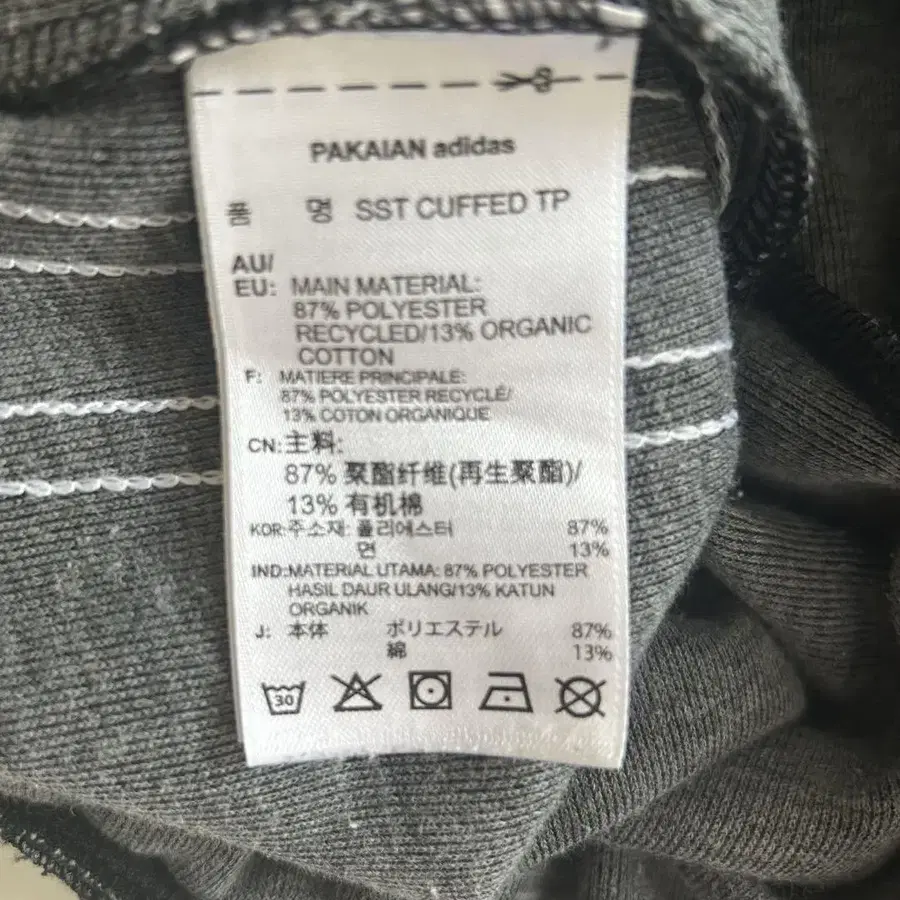 PAKAIAN adidas
품 명 SST CUFFED TP
AU/
EU: MAIN MATERIAL:
87% POLYESTER
RECYCLED/13% ORGANIC
COTTON
F: MATIERE PRINCIPALE:
87% POLYESTER RECYCLÉ/
13% COTON ORGANIQUE
CN:主料:
87% 聚酯纤维(再生聚酯)/
13% 有机棉
KOR:주소재: 폴리에스터 87%
면 13%
IND:MATERIAL UTAMA: 87% POLYESTER
HASIL DAUR ULANG/13% KATUN
ORGANIK
J: 本体 ポリエステル 87%
綿 13%
30